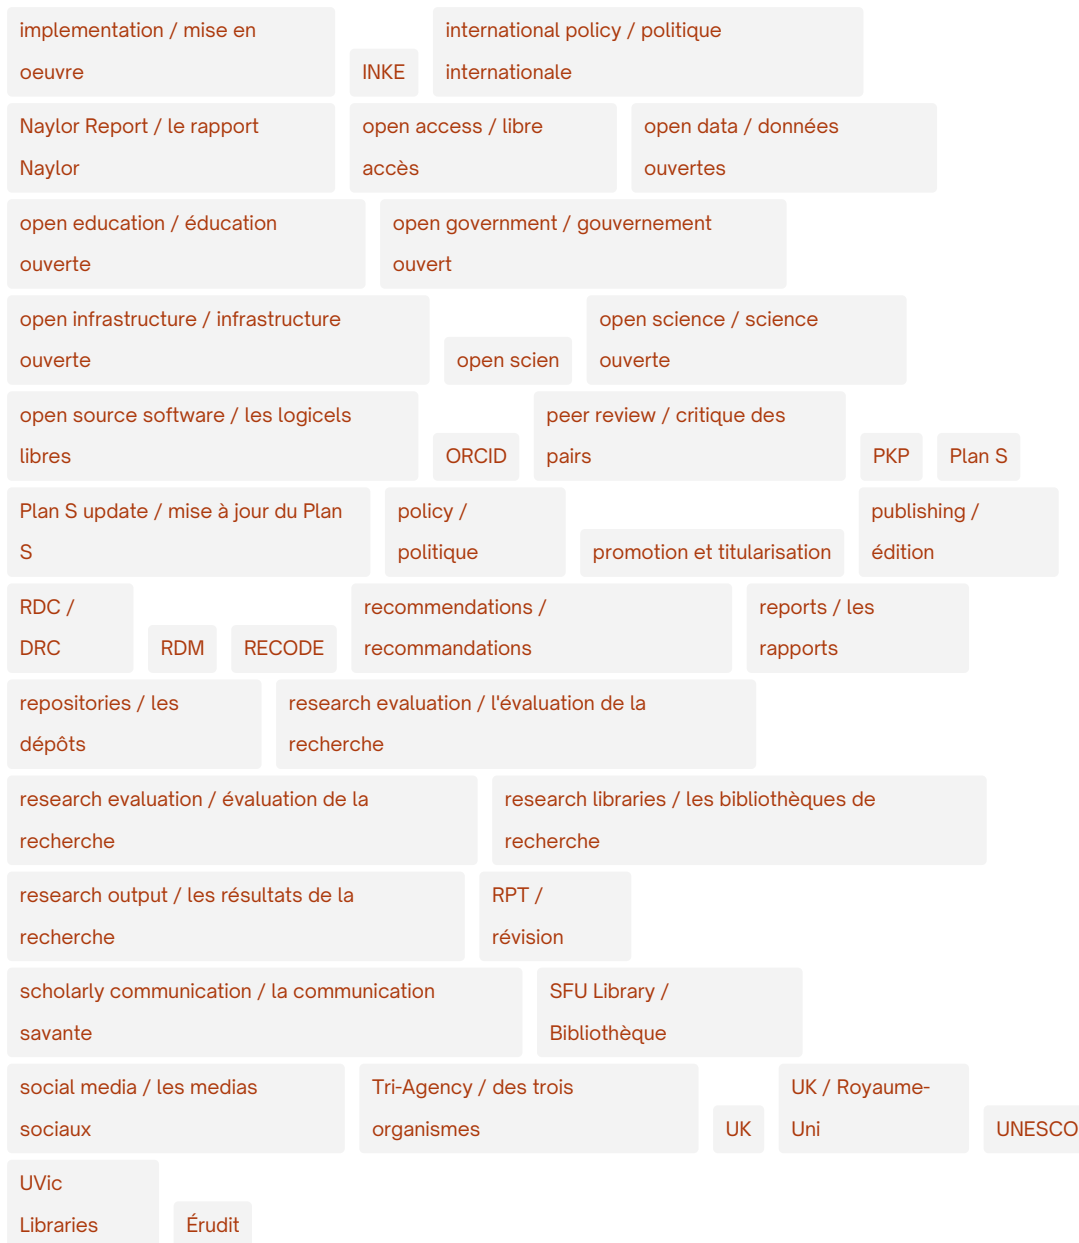 implementation / mise en
oeuvre
INKE
international policy / politique
internationale
Naylor Report / le rapport
Naylor
open access / libre
accès
open data / données
ouvertes
open education / éducation
ouverte
open government / gouvernement
ouvert
open infrastructure / infrastructure
ouverte
open scien
open science / science
ouverte
open source software / les logicels
libres
ORCID
peer review / critique des
pairs
PKP
Plan S
Plan S update / mise à jour du Plan
S
policy /
politique
promotion et titularisation
publishing /
édition
RDC /
DRC
RDM
RECODE
recommendations /
recommandations
reports / les
rapports
repositories / les
dépôts
research evaluation / l'évaluation de la
recherche
research evaluation / évaluation de la
recherche
research libraries / les bibliothèques de
recherche
research output / les résultats de la
recherche
RPT /
révision
scholarly communication / la communication
savante
SFU Library /
Bibliothèque
social media / les medias
sociaux
Tri-Agency / des trois
organismes
UK
UK / Royaume-
Uni
UNESCO
UVic
Libraries
Érudit